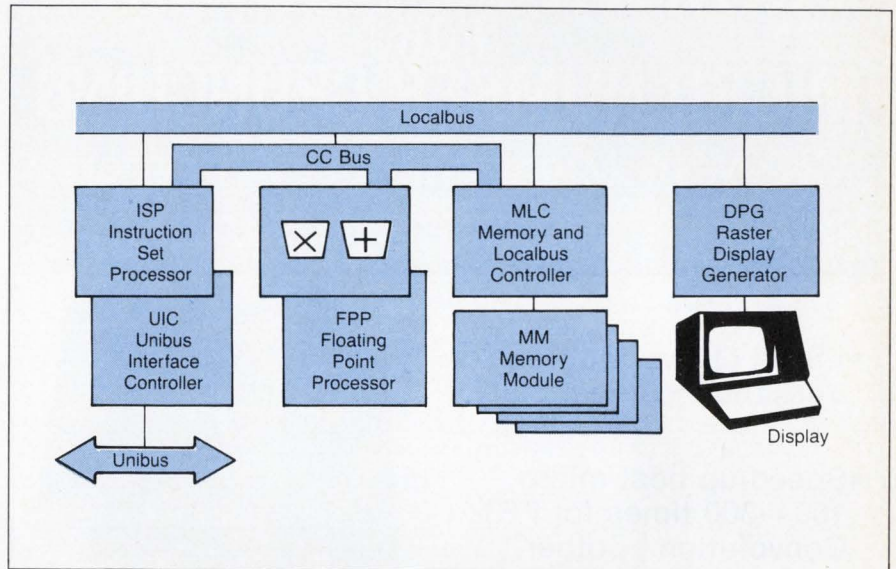 Localbus
CC Bus
ISP
Instruction
Set
Processor
UIC
Unibus
Interface
Controller
Unibus
×
+
FPP
Floating
Point
Processor
MLC
Memory and
Localbus
Controller
MM
Memory
Module
DPG
Raster
Display
Generator
Display